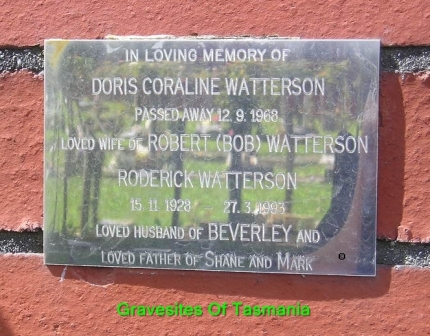 IN LOVING MEMORY OF
DORIS CORALINE WATTERSON
PASSED AWAY 12. 9. 1968
LOVED WIFE OF ROBERT (BOB) WATTERSON
RODERICK WATTERSON
15. 11. 1928 – 27. 3. 1993
LOVED HUSBAND OF BEVERLEY AND
LOVED FATHER OF SHANE AND MARK
Gravesites Of Tasmania